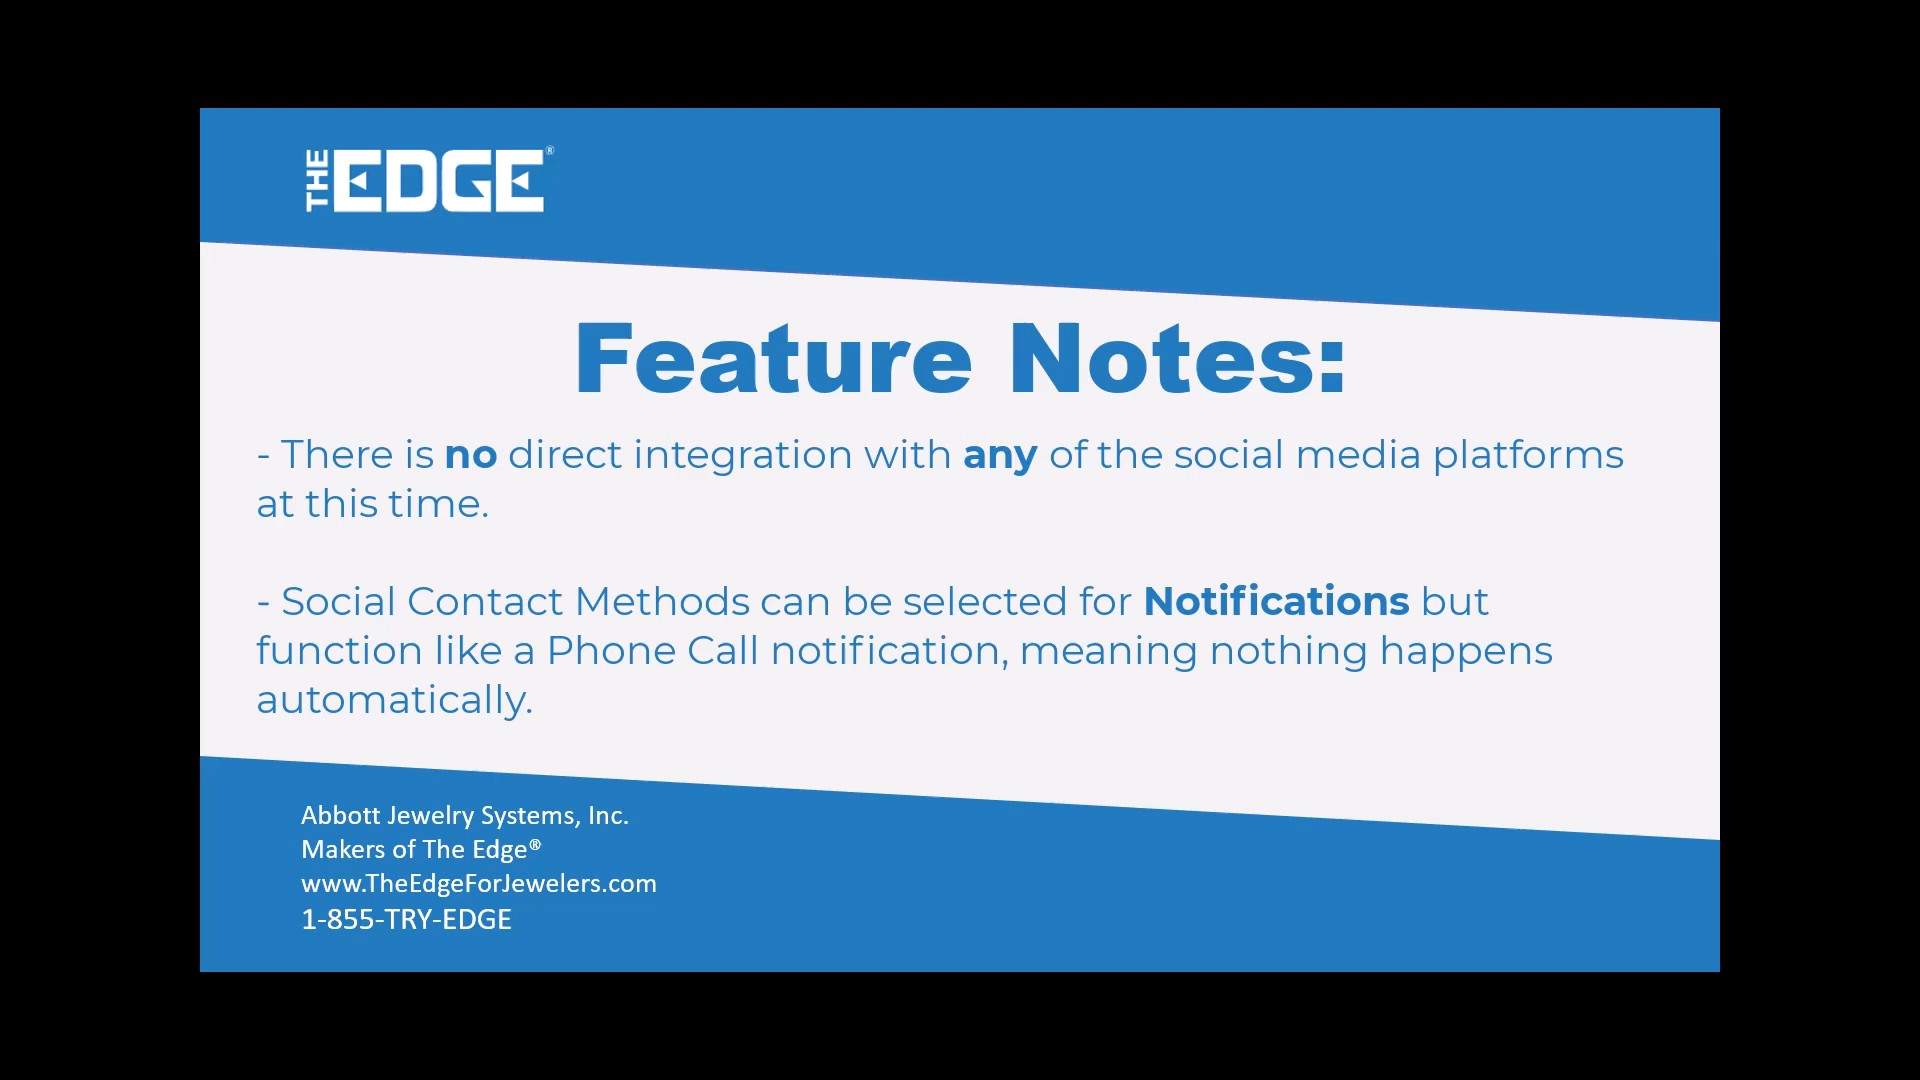 THE EDGE®
Feature Notes:
- There is no direct integration with any of the social media platforms
at this time.
- Social Contact Methods can be selected for Notifications but
function like a Phone Call notification, meaning nothing happens
automatically.
Abbott Jewelry Systems, Inc.
Makers of The Edge®
www.TheEdgeForJewelers.com
1-855-TRY-EDGE